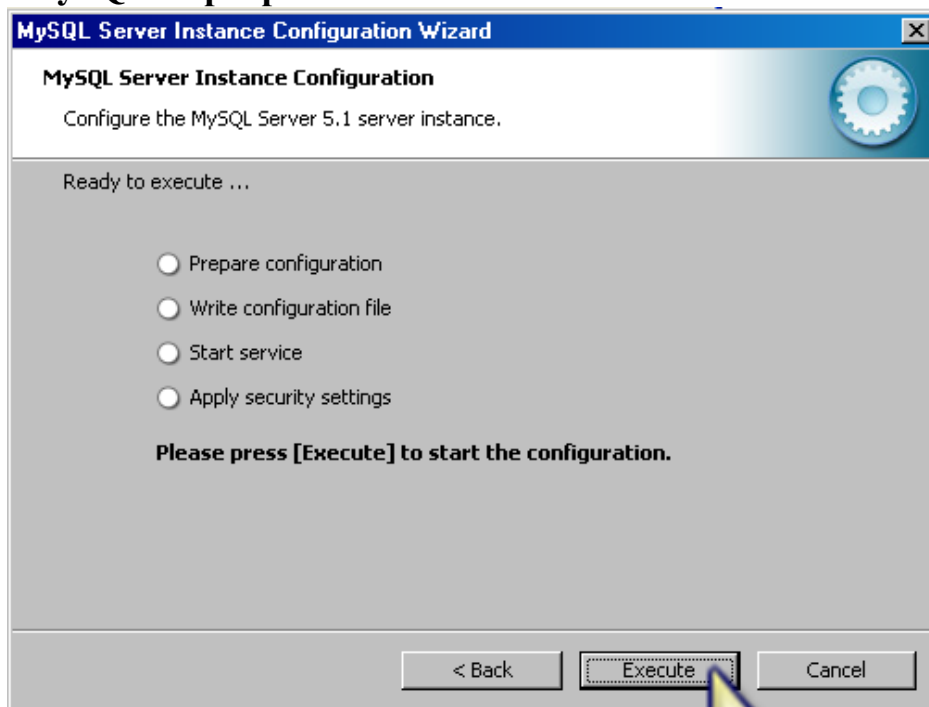 MySQL Server Instance Configuration Wizard
MySQL Server Instance Configuration
Configure the MySQL Server 5.1 server instance.
Ready to execute ...
Prepare configuration
Write configuration file
Start service
Apply security settings
Please press [Execute] to start the configuration.
< Back Execute Cancel